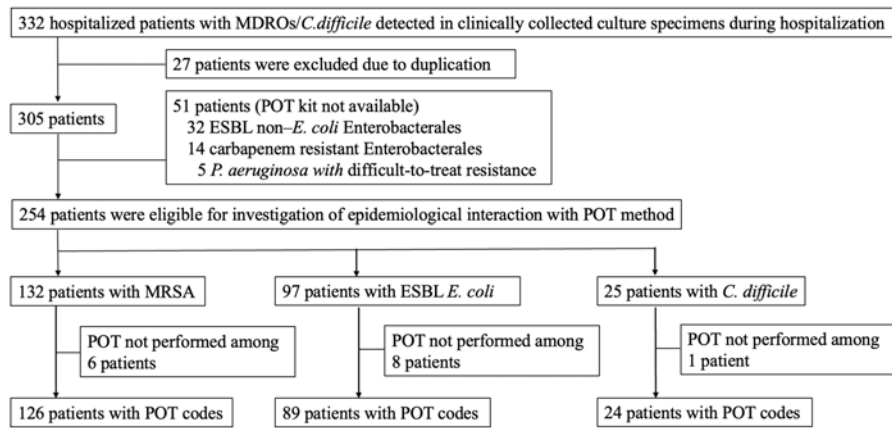 332 hospitalized patients with MDROs/C.difficile detected in clinically collected culture specimens during hospitalization
27 patients were excluded due to duplication
305 patients
51 patients (POT kit not available)
32 ESBL non–E. coli Enterobacterales
14 carbapenem resistant Enterobacterales
5 P. aeruginosa with difficult-to-treat resistance
254 patients were eligible for investigation of epidemiological interaction with POT method
132 patients with MRSA
97 patients with ESBL E. coli
25 patients with C. difficile
POT not performed among
6 patients
POT not performed among
8 patients
POT not performed among
1 patient
126 patients with POT codes
89 patients with POT codes
24 patients with POT codes